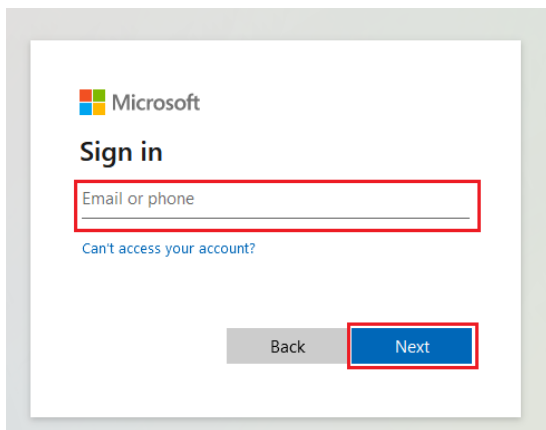 Microsoft
Sign in
Email or phone
Can't access your account?
Back
Next